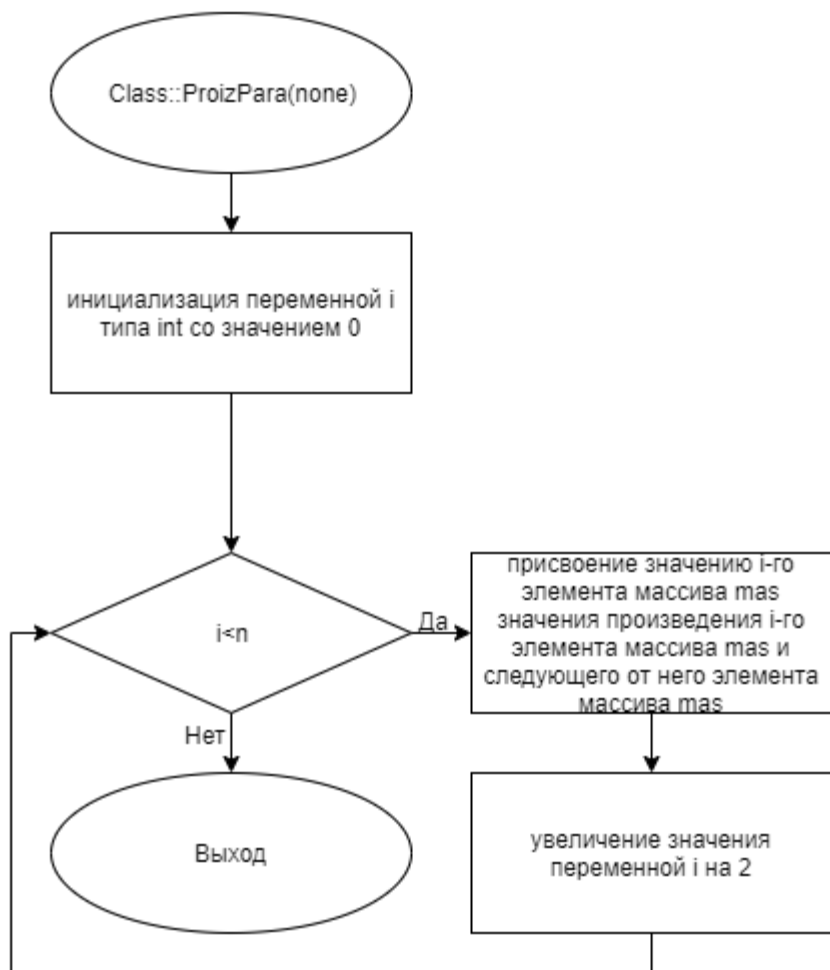 Class::ProizPara(none)
инициализация переменной i
типа int со значением 0
i<n
Да
присвоение значению i-го
элемента массива mas
значения произведения i-го
элемента массива mas и
следующего от него элемента
массива mas
Нет
Выход
увеличение значения
переменной i на 2